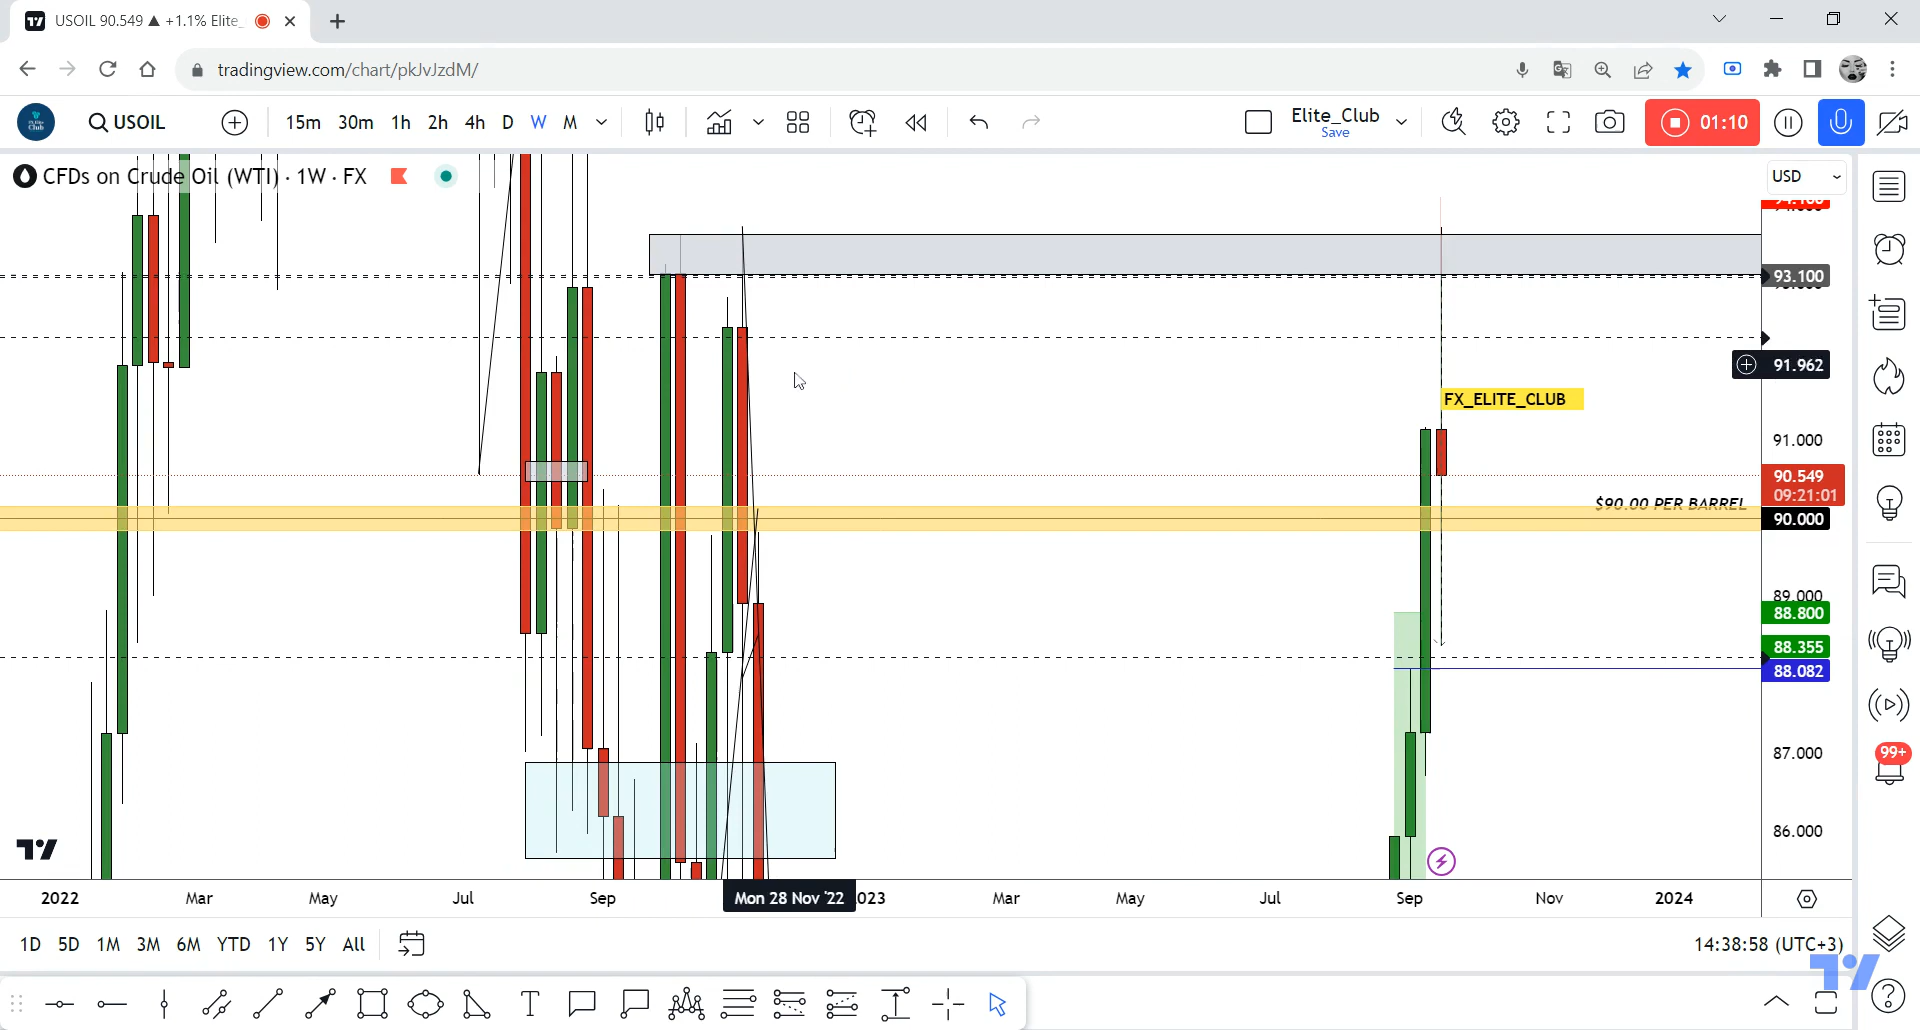 USOIL 90.549 ▲ +1.1% Elite_
tradingview.com/chart/pkJvJzdM/
USOIL 15m 30m 1h 2h 4h D W M Elite_Club 01:10
Save
CFDs on Crude Oil (WTI) · 1W · FX USD
93.100
91.962
FX_ELITE_CLUB
91.000
90.549
09:21:01
$90.00 PER BARREL
90.000
89.000
88.800
88.355
88.082
99+
87.000
86.000
2022 Mar May Jul Sep Mon 28 Nov '22 Mar May Jul Sep Nov 2024
1D 5D 1M 3M 6M YTD 1Y 5Y All 14:38:58 (UTC+3)